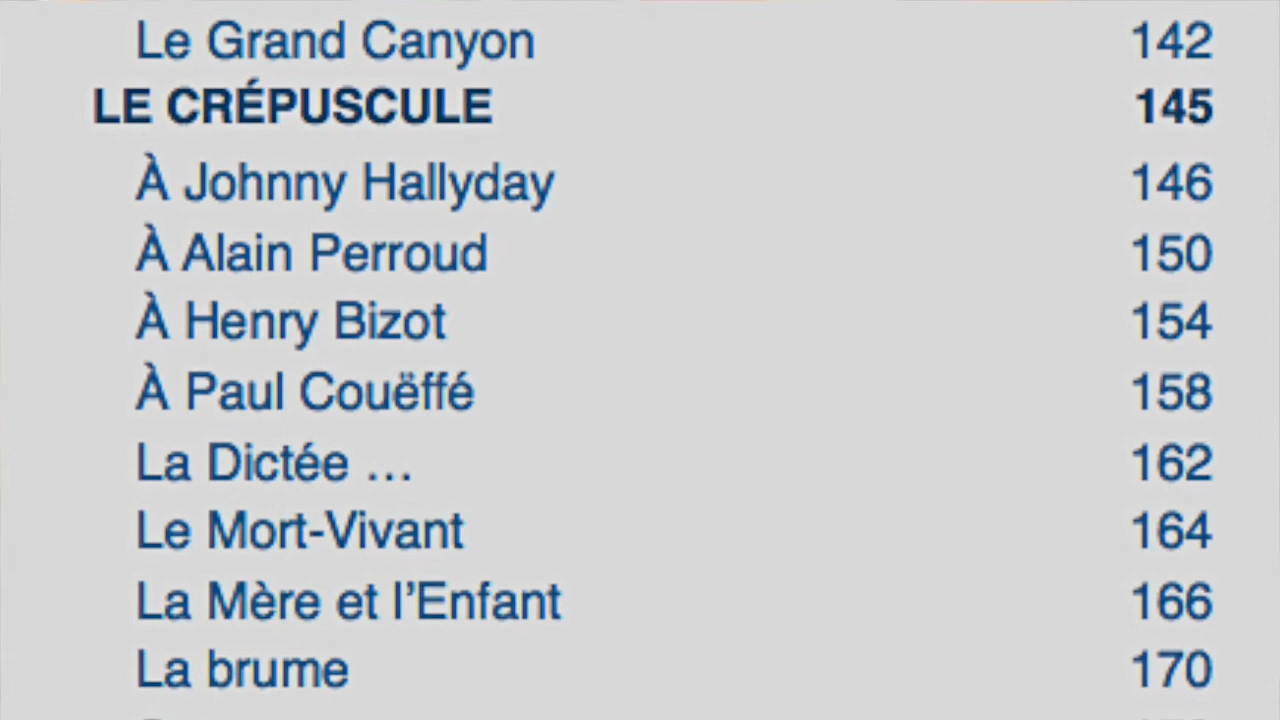 Le Grand Canyon 142
LE CRÉPUSCULE 145
À Johnny Hallyday 146
À Alain Perroud 150
À Henry Bizot 154
À Paul Couëffé 158
La Dictée … 162
Le Mort-Vivant 164
La Mère et l’Enfant 166
La brume 170